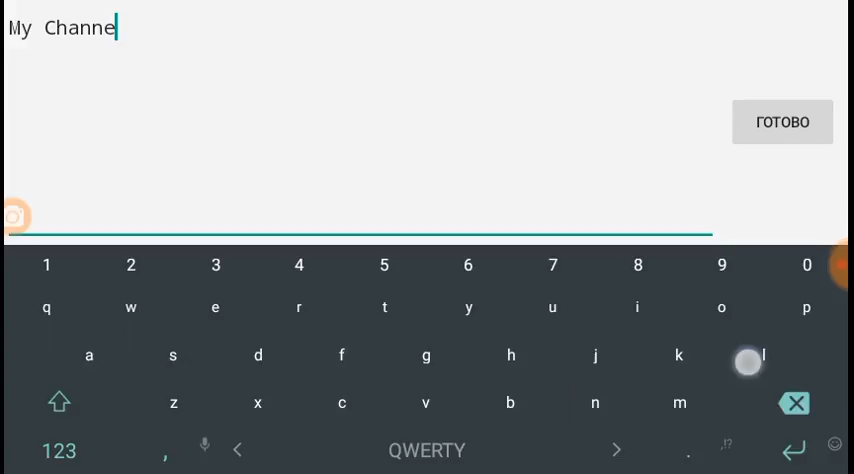 My Channe
ГОТОВО
1 2 3 4 5 6 7 8 9 0
q w e r t y u i o p
a s d f g h j k l
z x c v b n m
123 , < QWERTY > . ,!?